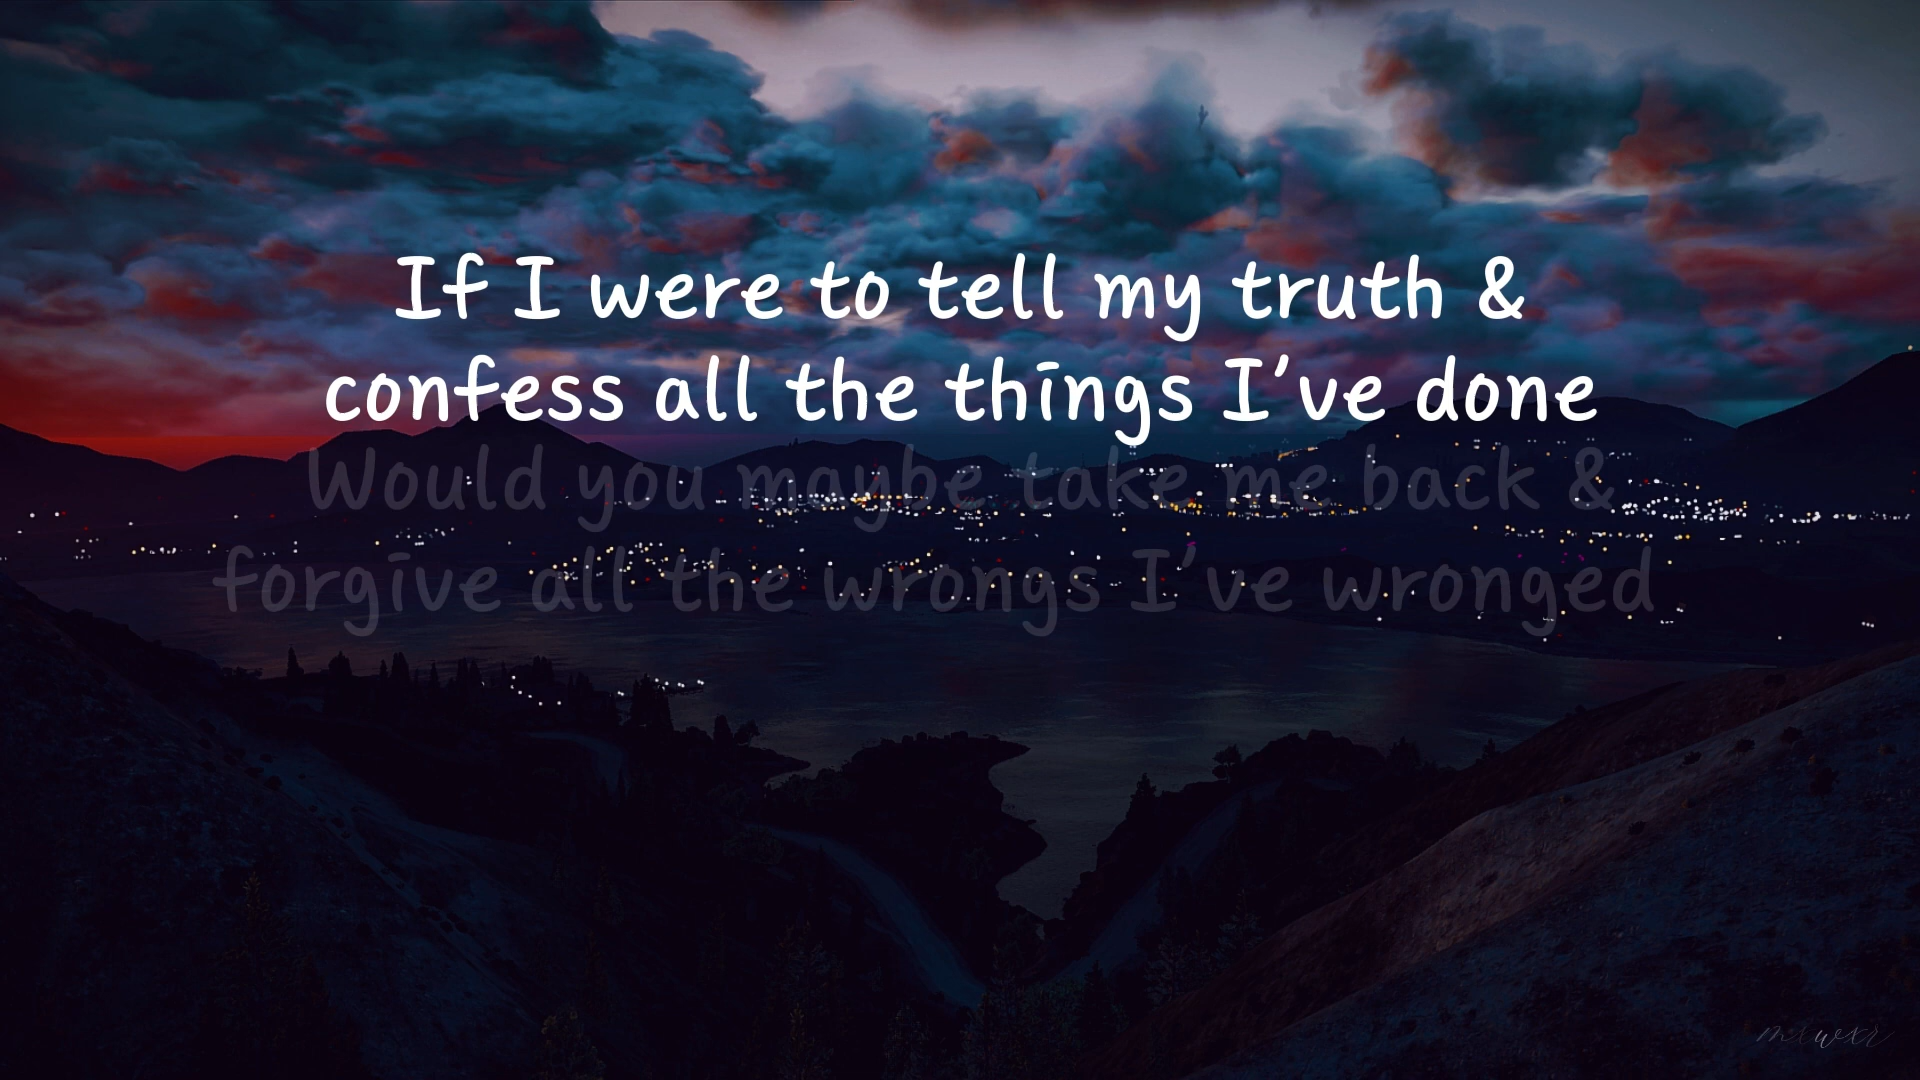 If I were to tell my truth &
confess all the things I’ve done
Would you maybe take me back &
forgive all the wrongs I’ve wronged